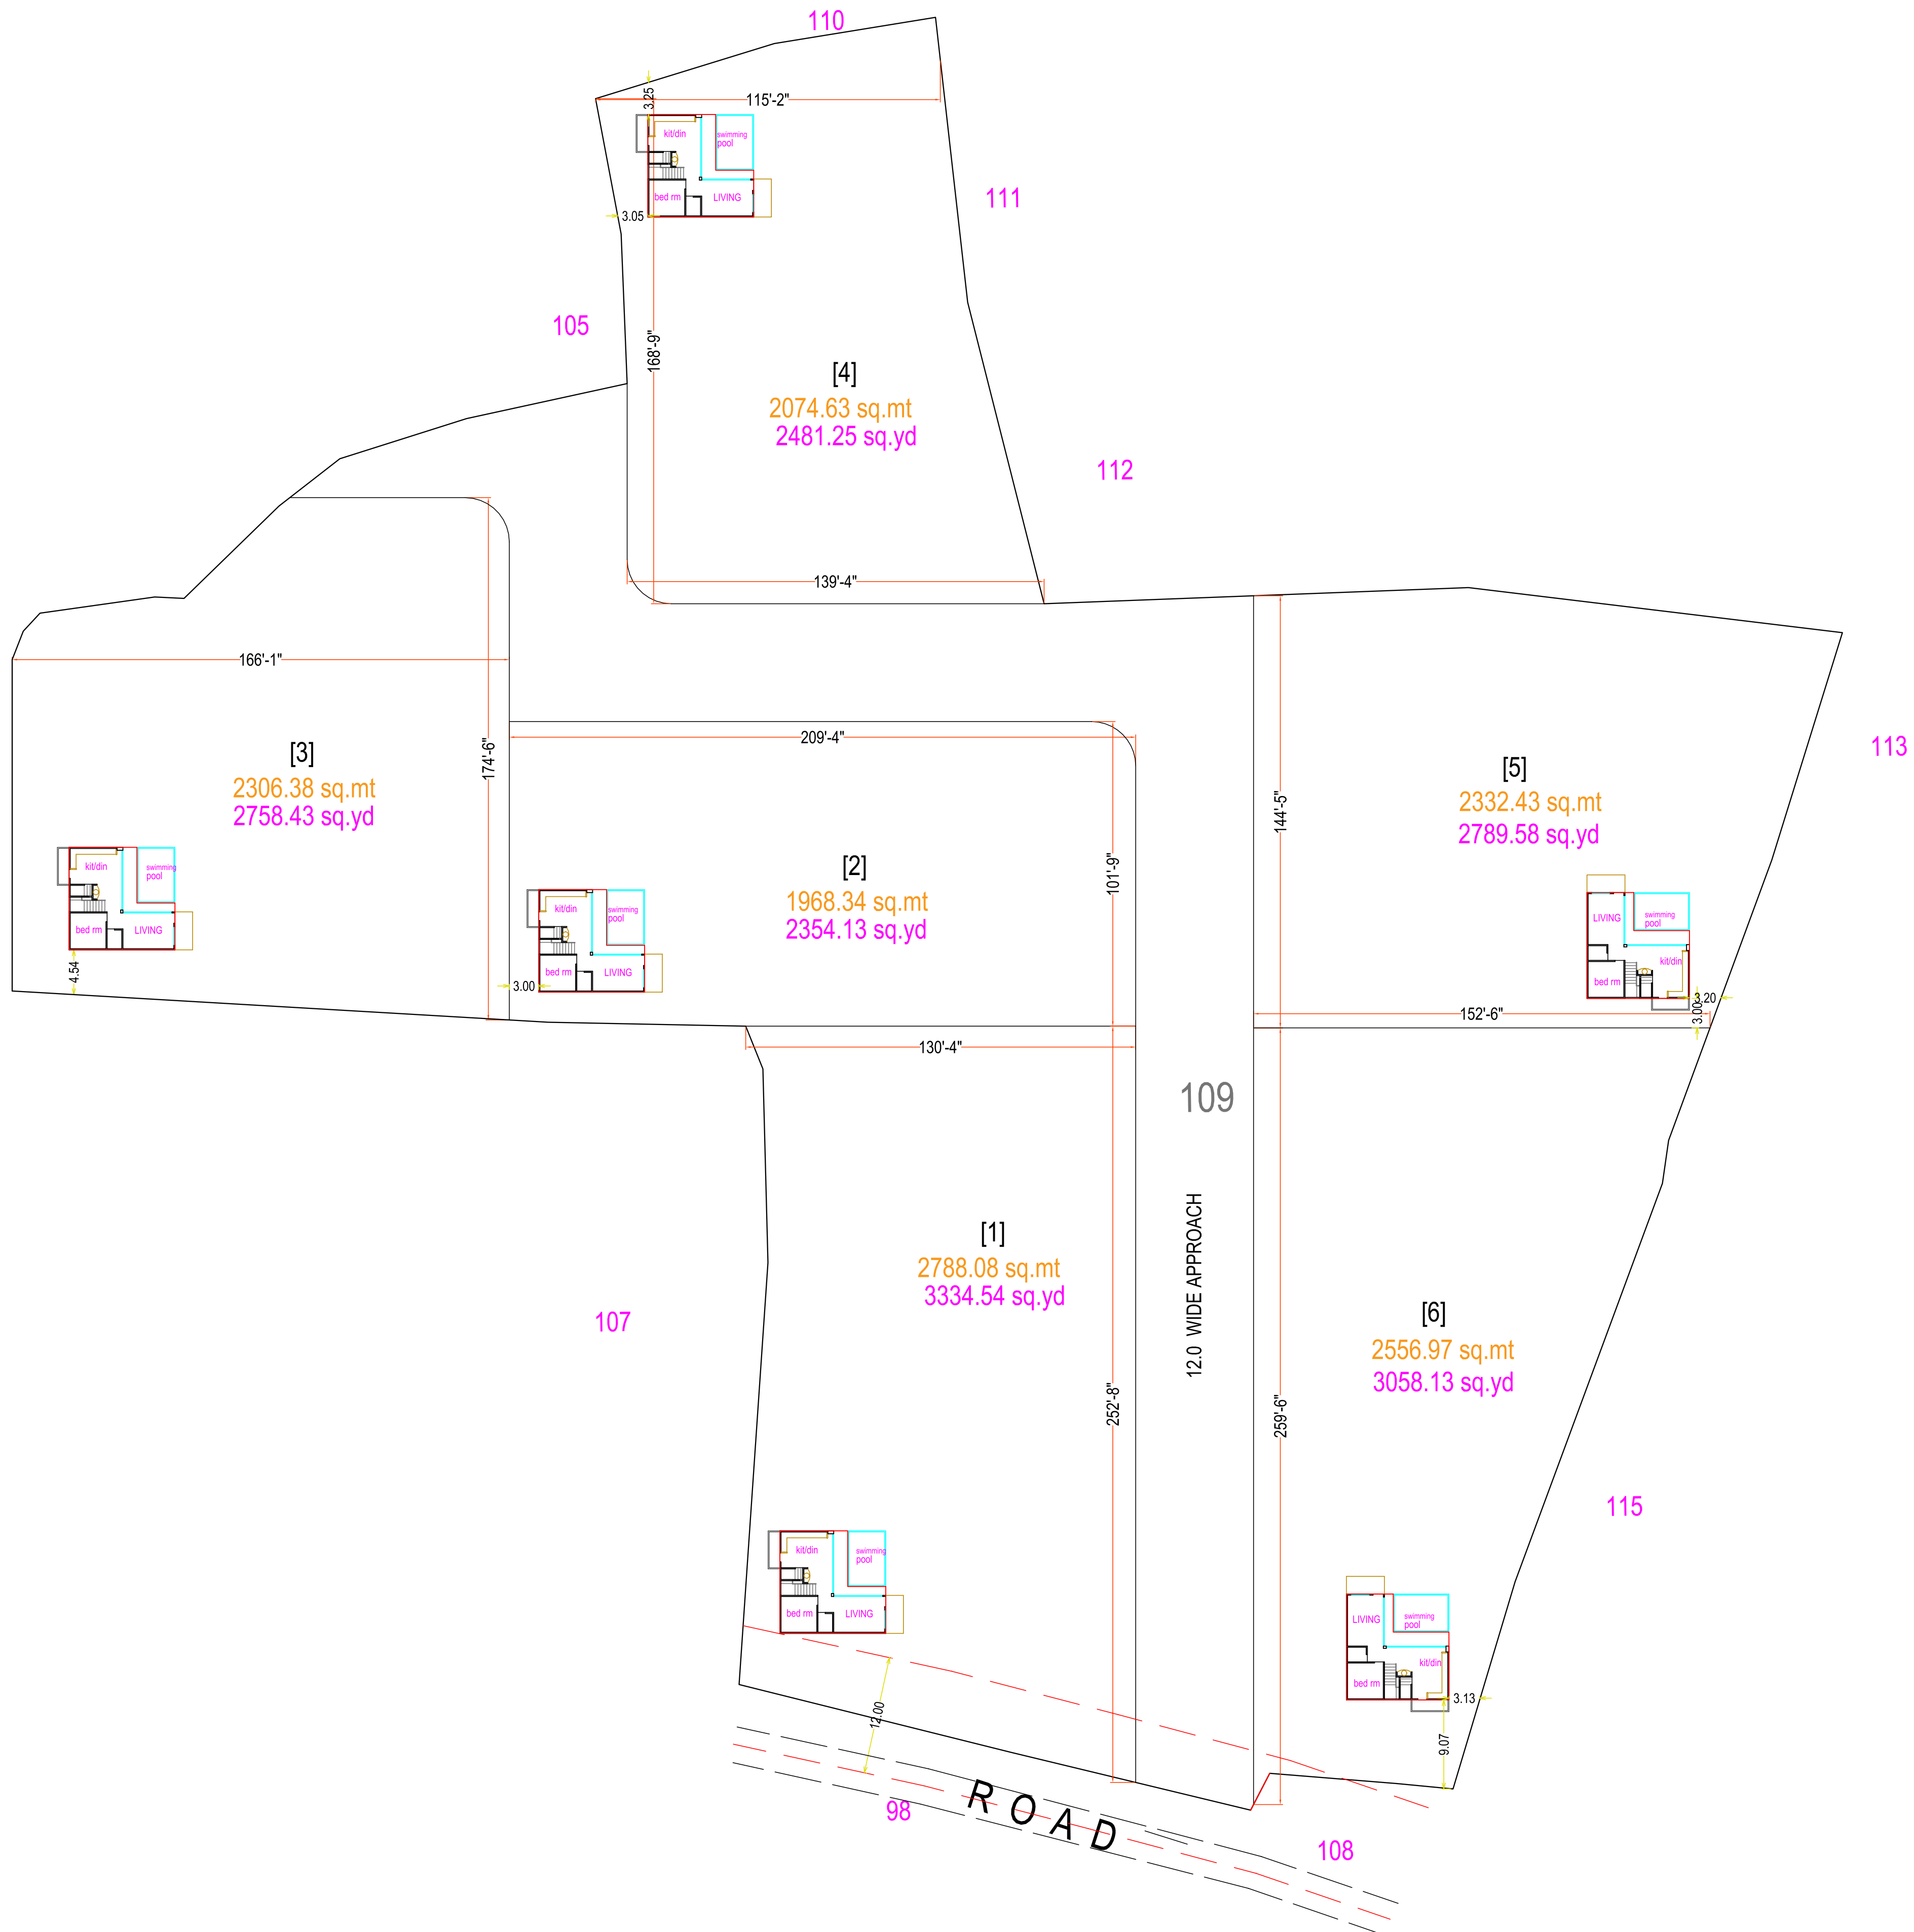 110
3.25
115'-2"
kit/din
swimming
pool
bed rm
LIVING
3.05
111
105
168'-9"
[4]
2074.63 sq.mt
2481.25 sq.yd
112
139'-4"
166'-1"
[3]
2306.38 sq.mt
2758.43 sq.yd
174'-6"
kit/din
swimming
pool
bed rm
LIVING
4.54
209'-4"
[2]
1968.34 sq.mt
2354.13 sq.yd
101'-9"
kit/din
swimming
pool
bed rm
LIVING
3.00
144'-5"
[5]
2332.43 sq.mt
2789.58 sq.yd
113
LIVING
swimming
pool
kit/din
bed rm
3.20
3.00
152'-6"
130'-4"
109
12.0 WIDE APPROACH
[1]
2788.08 sq.mt
3334.54 sq.yd
107
252'-8"
259'-6"
[6]
2556.97 sq.mt
3058.13 sq.yd
115
kit/din
swimming
pool
bed rm
LIVING
12.00
LIVING
swimming
pool
kit/din
bed rm
3.13
9.07
ROAD
98
108